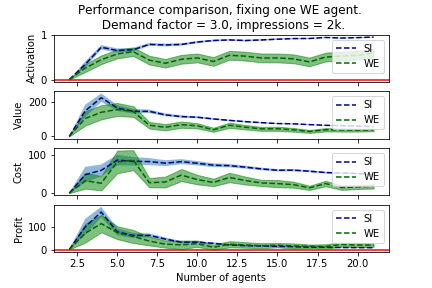 Performance comparison, fixing one WE agent.
Demand factor = 3.0, impressions = 2k.
Activation
1
0
SI
WE
Value
200
0
SI
WE
Cost
100
0
SI
WE
Profit
100
0
SI
WE
2.5 5.0 7.5 10.0 12.5 15.0 17.5 20.0
Number of agents